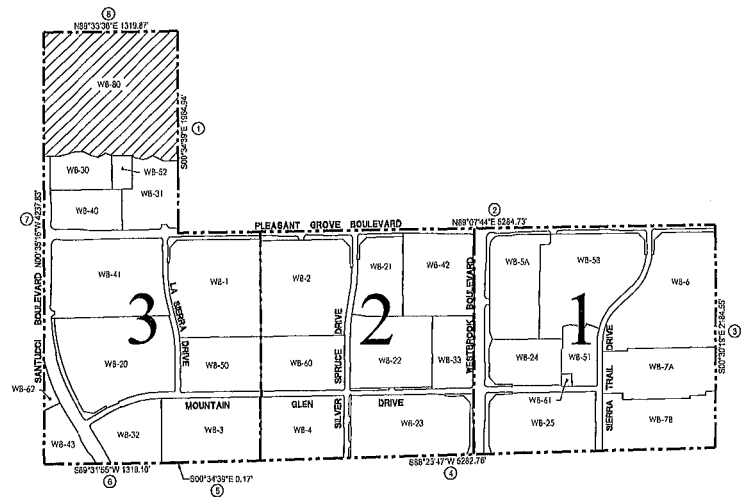 8
N89°33'36"E 1319.87'
WB-80
1
S00°34'39"E 1984.94'
WB-30
WB-52
WB-31
WB-40
7
SANTUCCI BOULEVARD N00°35'16"W 4237.83'
PLEASANT GROVE BOULEVARD
2
N89°07'44"E 5284.73'
WB-41
WB-1
WB-2
WB-21
WB-42
WB-5A
WB-5B
WB-6
LA SIERRA DRIVE
3
2
1
WESTBROOK BOULEVARD
3
S00°30'19"E 2184.55'
WB-20
WB-50
WB-60
SILVER SPRUCE DRIVE
WB-22
WB-33
WB-24
WB-51
SIERRA TRAIL DRIVE
WB-7A
WB-62
MOUNTAIN GLEN DRIVE
WB-61
WB-43
WB-32
WB-3
WB-4
WB-23
WB-25
WB-7B
S89°31'55"W 1319.10'
6
S00°34'39"E 0.17'
5
S88°23'47"W 5282.76'
4